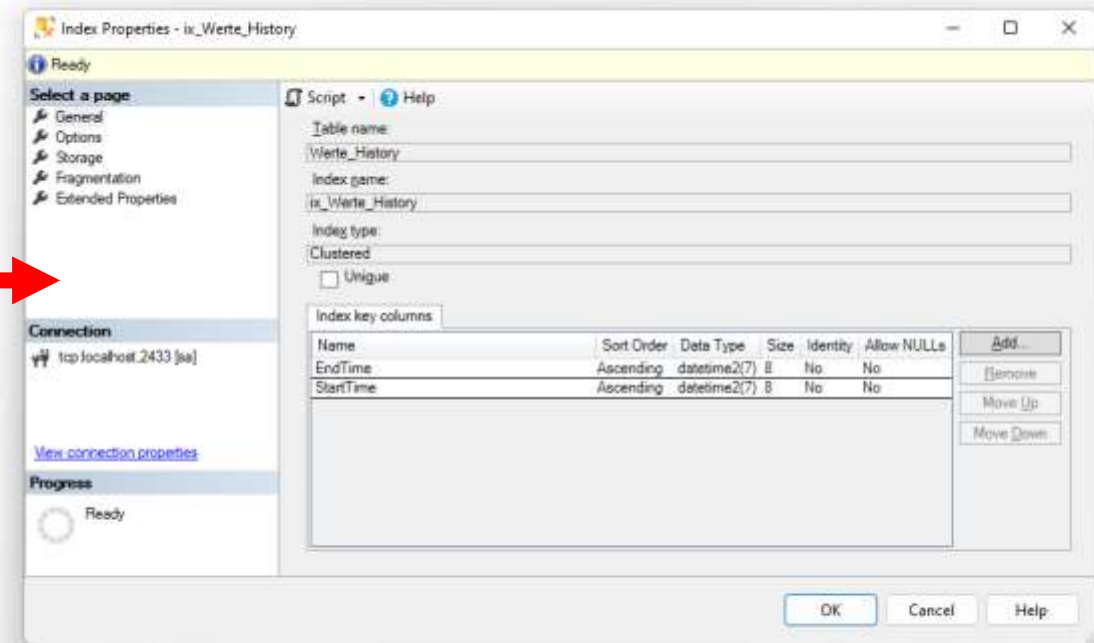 Index Properties - ix_Werte_History
Ready
Select a page
General
Options
Storage
Fragmentation
Extended Properties
Connection
tcp:localhost,2433 [sa]
View connection properties
Progress
Ready
Script Help
Table name:
Werte_History
Index name:
ix_Werte_History
Index type:
Clustered
Unique
Index key columns
Name Sort Order Data Type Size Identity Allow NULLs
EndTime Ascending datetime2(7) 8 No No
StartTime Ascending datetime2(7) 8 No No
Add...
Remove
Move Up
Move Down
OK Cancel Help